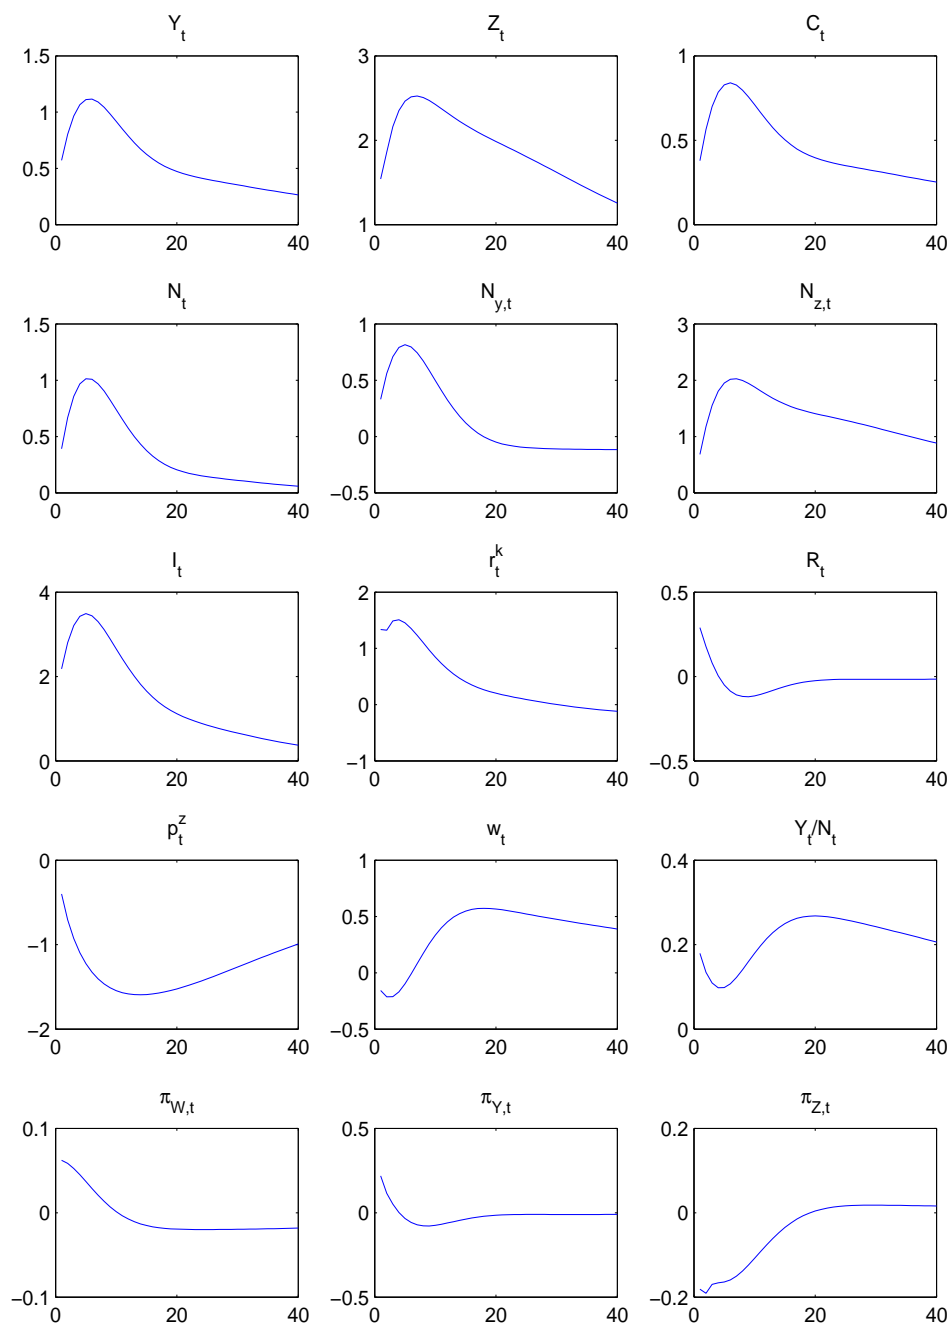 Y_t Z_t C_t
1.5 3 1
1
0.5 2 0.5
0 1 0
0 20 40 0 20 40 0 20 40
N_t N_{y,t} N_{z,t}
1.5 1 3
1 0.5 2
0.5 0 1
0 −0.5 0
0 20 40 0 20 40 0 20 40
I_t r_t^k R_t
4 2 0.5
1
2 0 0
0 −1 −0.5
0 20 40 0 20 40 0 20 40
p_t^z w_t Y_t/N_t
0 1 0.4
0.5
−1 0 0.2
−2 −0.5 0
0 20 40 0 20 40 0 20 40
π_{W,t} π_{Y,t} π_{Z,t}
0.1 0.5 0.2
0 0 0
−0.1 −0.5 −0.2
0 20 40 0 20 40 0 20 40